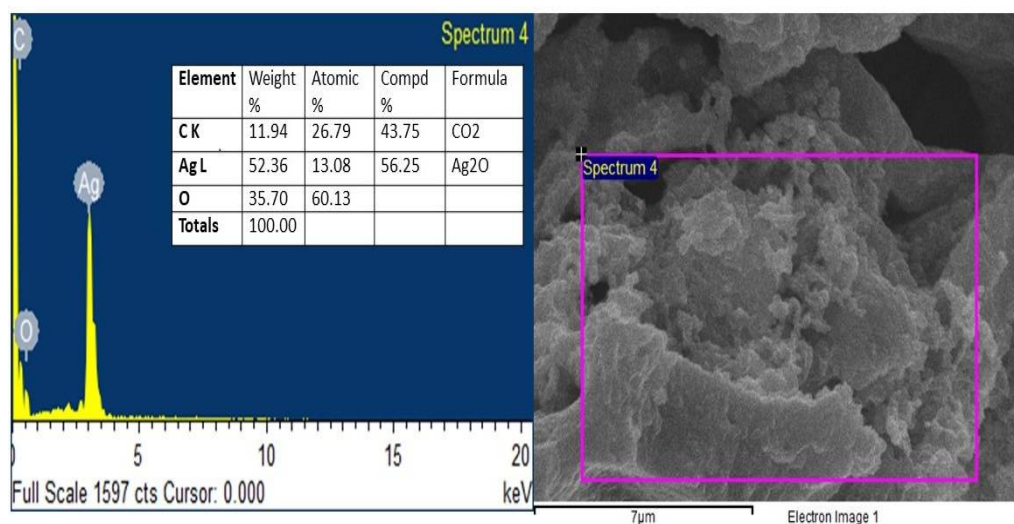 C
Spectrum 4
Element Weight % Atomic % Compd % Formula
C K 11.94 26.79 43.75 CO2
Ag L 52.36 13.08 56.25 Ag2O
O 35.70 60.13
Totals 100.00
Ag
O
0 5 10 15 20
Full Scale 1597 cts Cursor: 0.000 keV
Spectrum 4
7µm Electron Image 1